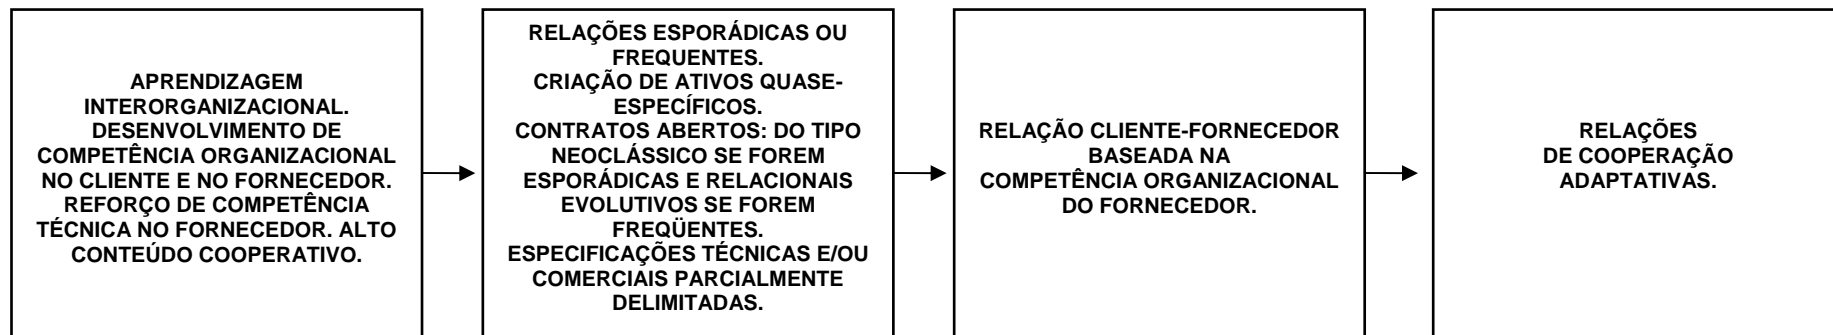 APRENDIZAGEM
INTERORGANIZACIONAL.
DESENVOLVIMENTO DE
COMPETÊNCIA ORGANIZACIONAL
NO CLIENTE E NO FORNECEDOR.
REFORÇO DE COMPETÊNCIA
TÉCNICA NO FORNECEDOR. ALTO
CONTEÚDO COOPERATIVO.
RELAÇÕES ESPORÁDICAS OU
FREQUENTES.
CRIAÇÃO DE ATIVOS QUASE-
ESPECÍFICOS.
CONTRATOS ABERTOS: DO TIPO
NEOCLÁSSICO SE FOREM
ESPORÁDICAS E RELACIONAIS
EVOLUTIVOS SE FOREM
FREQÜENTES.
ESPECIFICAÇÕES TÉCNICAS E/OU
COMERCIAIS PARCIALMENTE
DELIMITADAS.
RELAÇÃO CLIENTE-FORNECEDOR
BASEADA NA
COMPETÊNCIA ORGANIZACIONAL
DO FORNECEDOR.
RELAÇÕES
DE COOPERAÇÃO
ADAPTATIVAS.